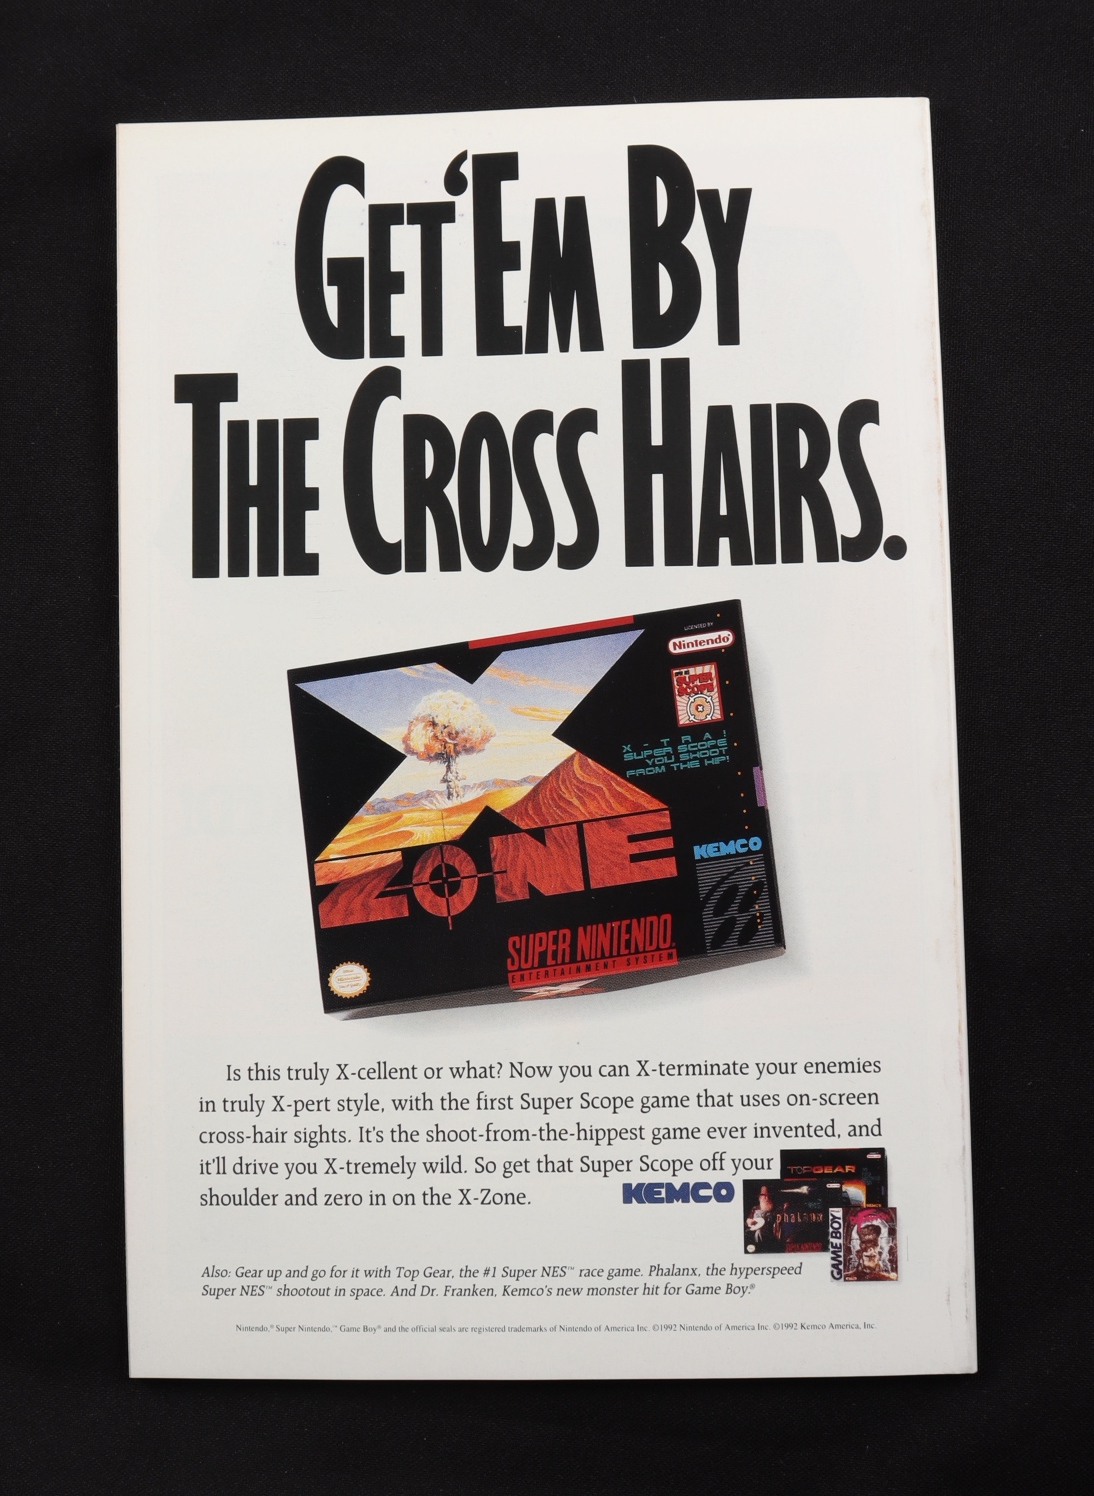 GET 'EM BY
THE CROSS HAIRS.
LICENSED BY
Nintendo
SUPER
SCOPE
X - T R A !
SUPER SCOPE
YOU SHOOT
FROM THE HIP!
X
ZONE
KEMCO
SUPER NINTENDO
ENTERTAINMENT SYSTEM
Is this truly X-cellent or what? Now you can X-terminate your enemies
in truly X-pert style, with the first Super Scope game that uses on-screen
cross-hair sights. It's the shoot-from-the-hippest game ever invented, and
it'll drive you X-tremely wild. So get that Super Scope off your
shoulder and zero in on the X-Zone.
KEMCO
TOP GEAR
phalanx
GAME BOY
Also: Gear up and go for it with Top Gear, the #1 Super NES™ race game. Phalanx, the hyperspeed
Super NES™ shootout in space. And Dr. Franken, Kemco's new monster hit for Game Boy.®
Nintendo,® Super Nintendo,™ Game Boy® and the official seals are registered trademarks of Nintendo of America Inc. ©1992 Nintendo of America Inc. ©1992 Kemco America, Inc.